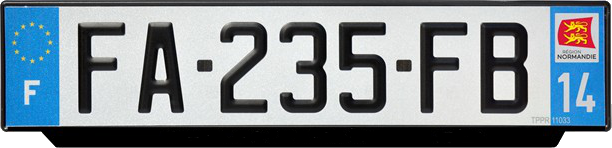 F
FA-235-FB
RÉGION
NORMANDIE
14
TPPR 11033